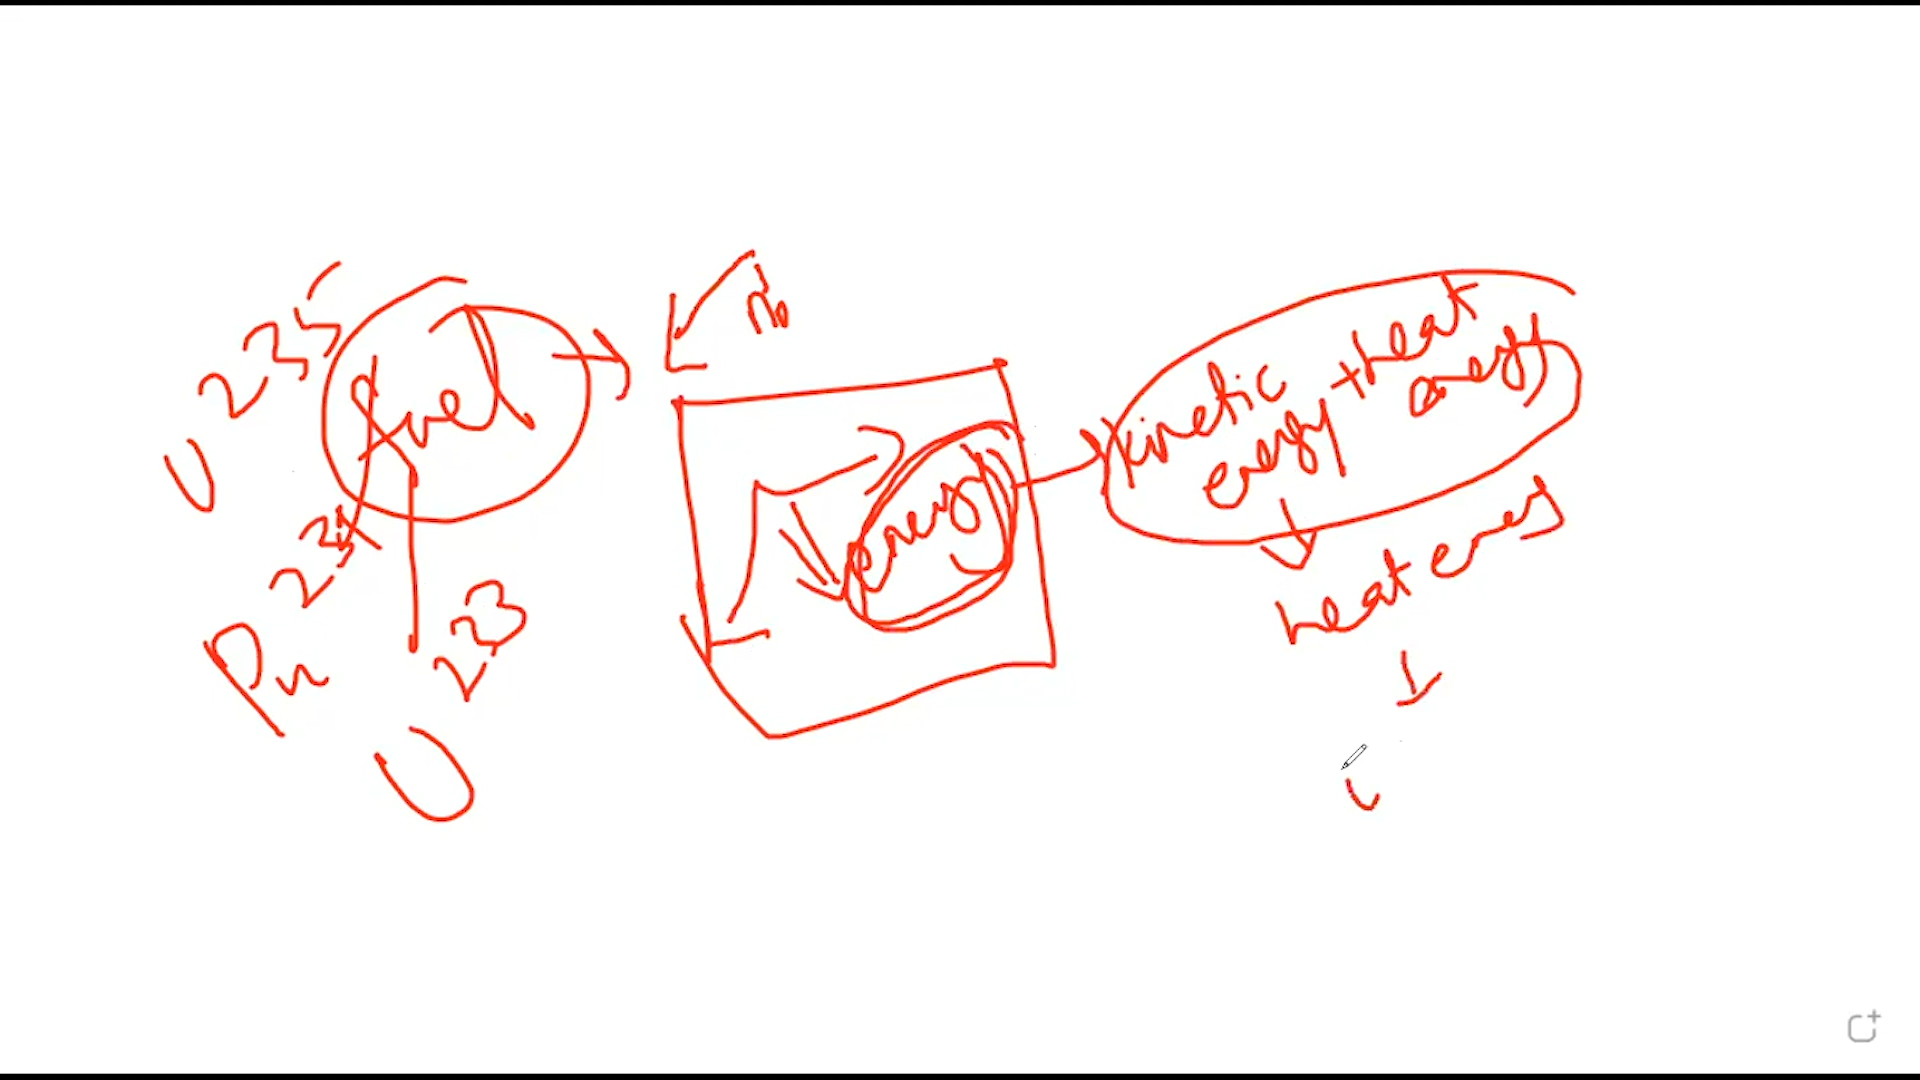 U 235
fuel
Pu 239
U 233
n
energy
kinetic energy + heat energy
heat energy